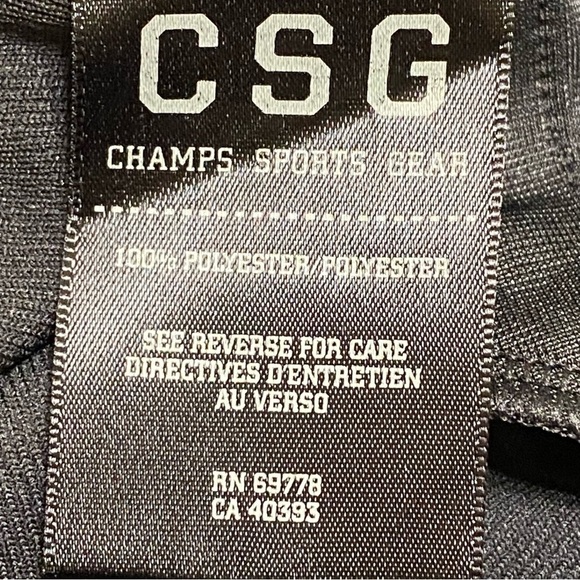 CSG
CHAMPS SPORTS GEAR
100% POLYESTER/POLYESTER
SEE REVERSE FOR CARE
DIRECTIVES D'ENTRETIEN
AU VERSO
RN 69778
CA 40393